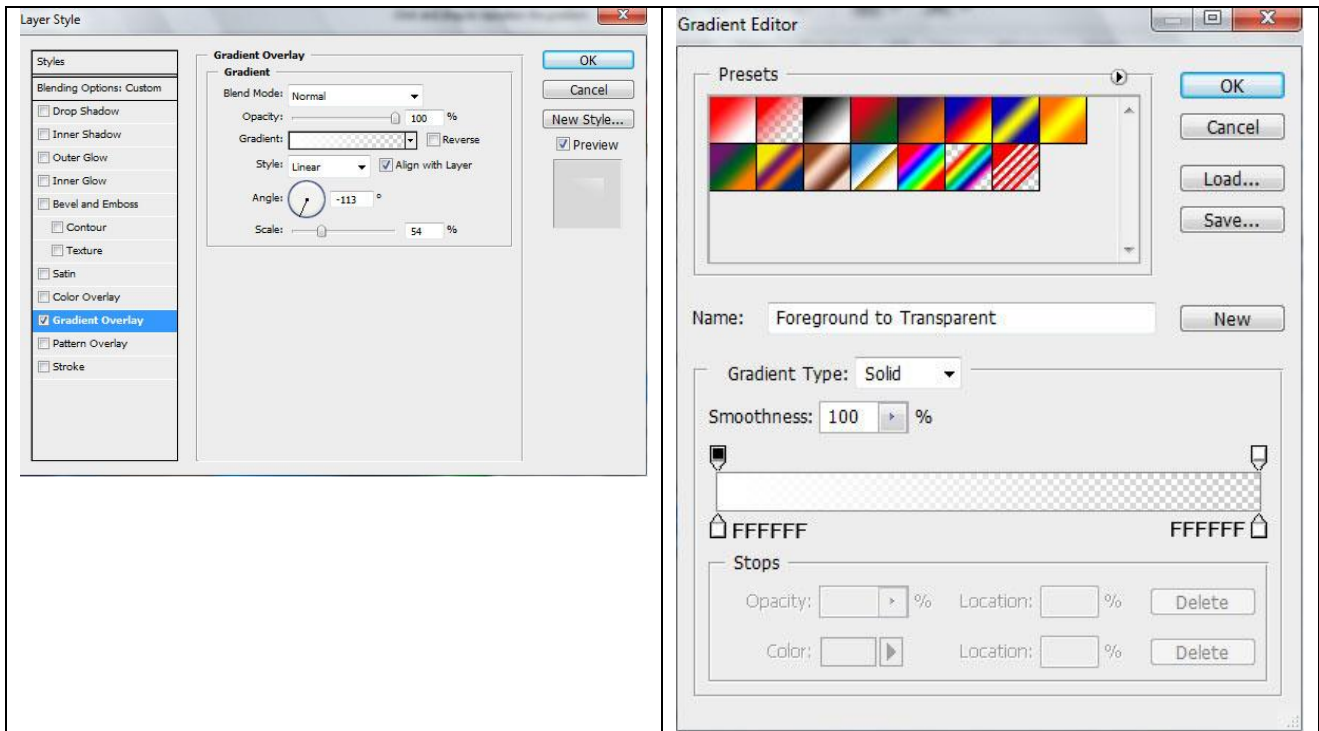 Layer Style
Styles
Blending Options: Custom
Drop Shadow
Inner Shadow
Outer Glow
Inner Glow
Bevel and Emboss
Contour
Texture
Satin
Color Overlay
Gradient Overlay
Pattern Overlay
Stroke
Gradient Overlay
Gradient
Blend Mode: Normal
Opacity: 100 %
Gradient: Reverse
Style: Linear Align with Layer
Angle: -113 °
Scale: 54 %
OK
Cancel
New Style...
Preview
Gradient Editor
Presets
OK
Cancel
Load...
Save...
Name: Foreground to Transparent New
Gradient Type: Solid
Smoothness: 100 %
FFFFFF FFFFFF
Stops
Opacity: % Location: % Delete
Color: Location: % Delete